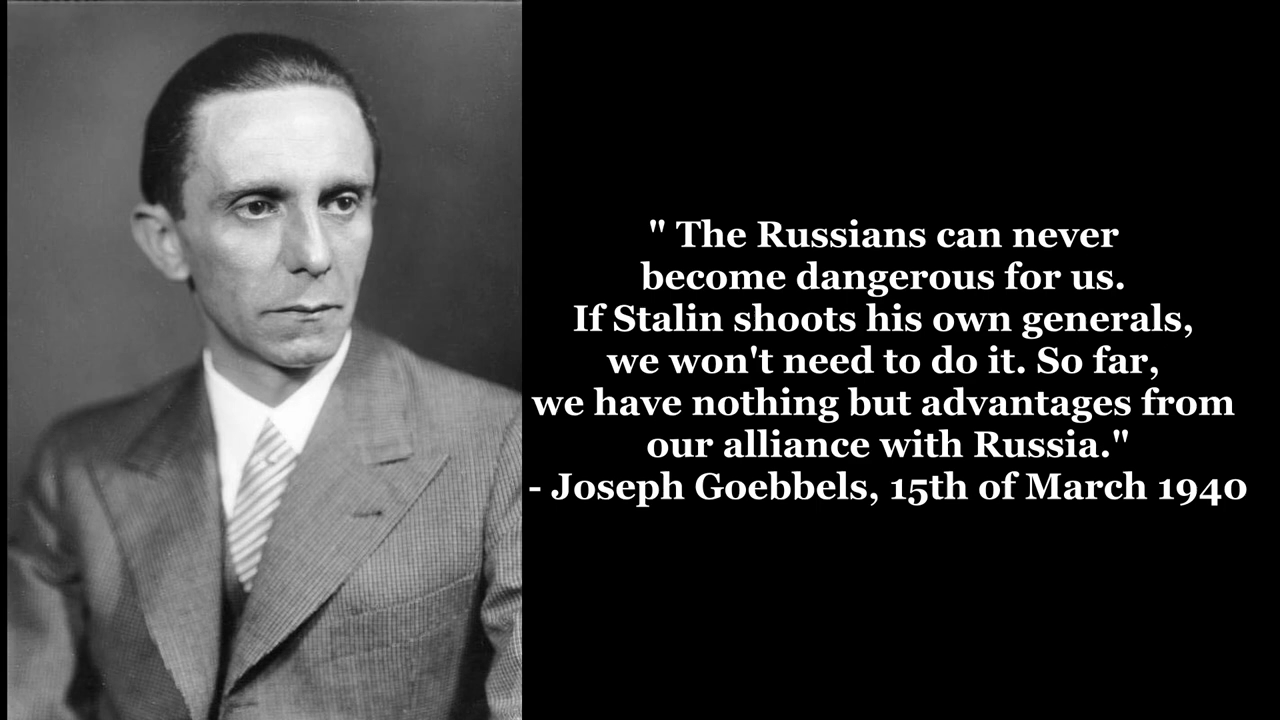 " The Russians can never
become dangerous for us.
If Stalin shoots his own generals,
we won't need to do it. So far,
we have nothing but advantages from
our alliance with Russia."
- Joseph Goebbels, 15th of March 1940